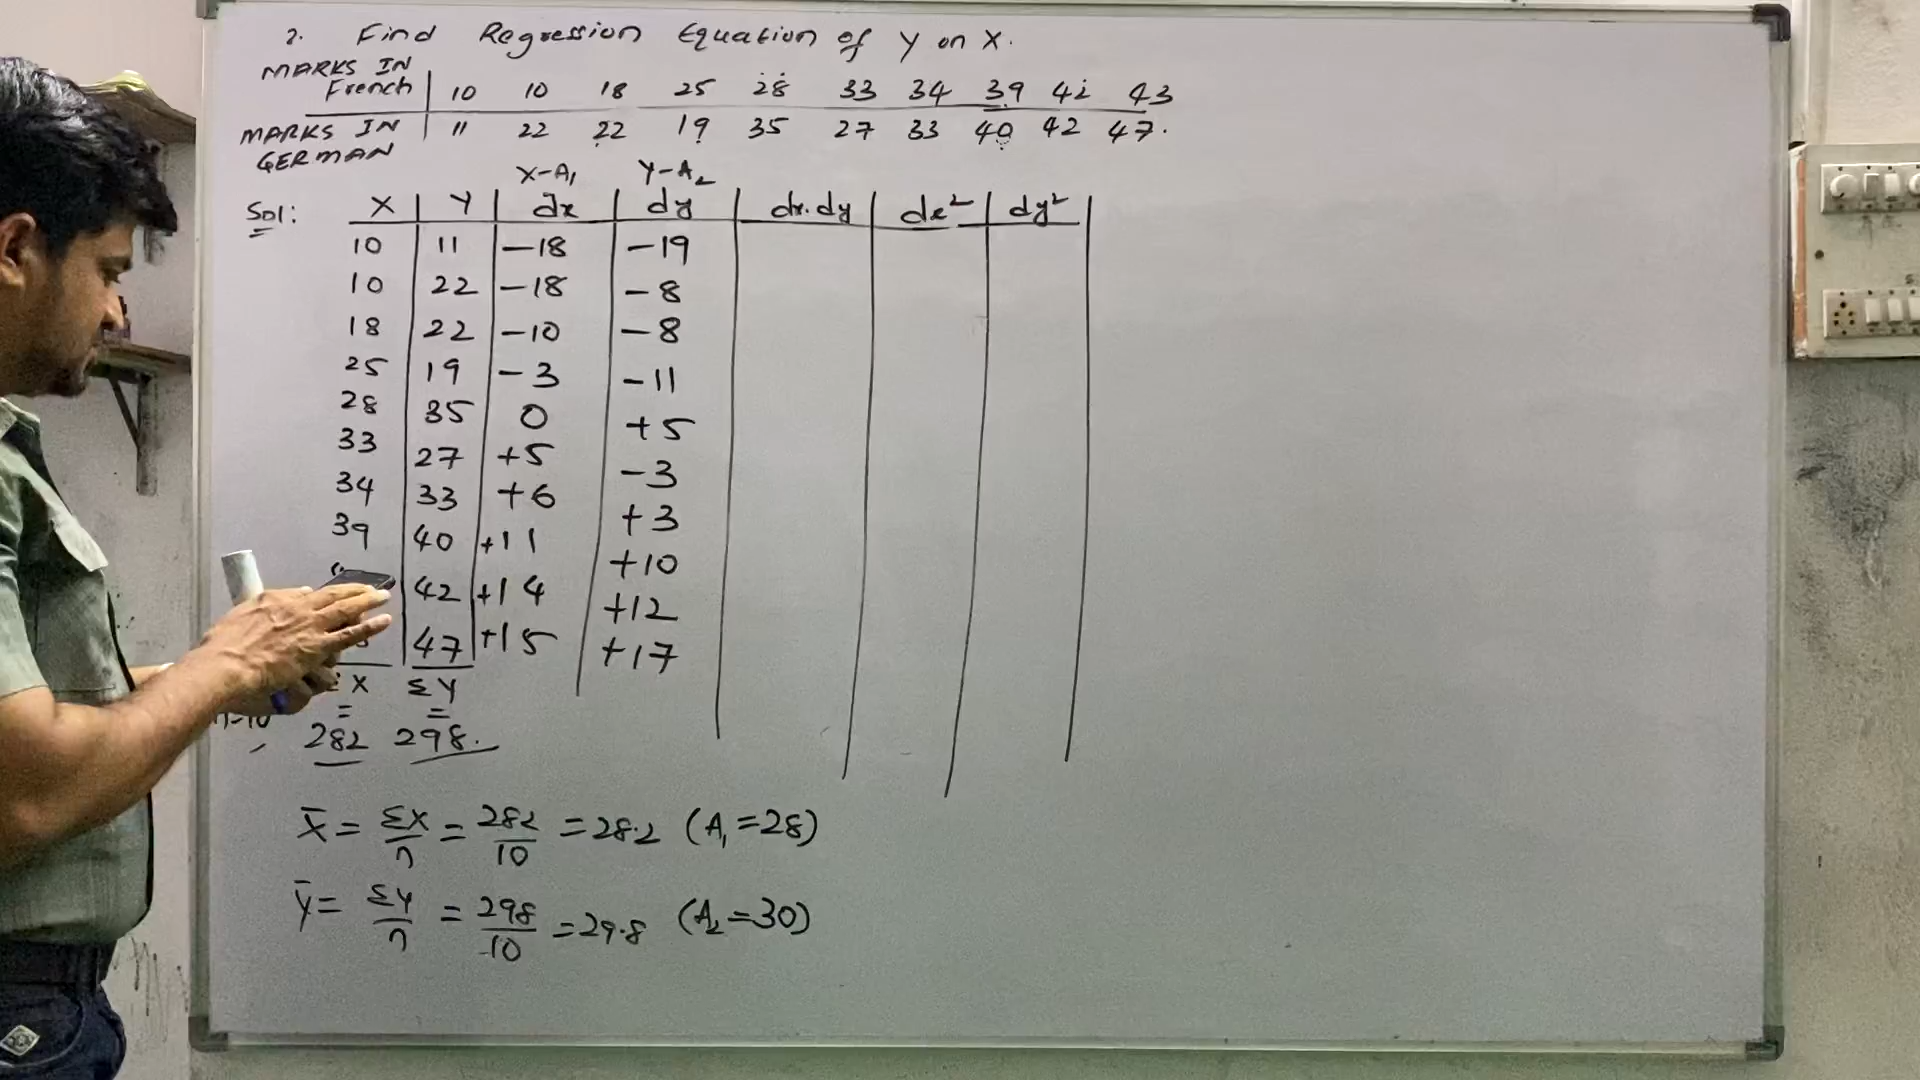 2. Find Regression Equation of Y on X.
MARKS IN French 10 10 18 25 28 33 34 39 42 43
MARKS IN GERMAN 11 22 22 19 35 27 33 40 42 47.
X-A₁ Y-A₂
Sol: X Y dx dy dx.dy dx² dy²
10 11 -18 -19
10 22 -18 -8
18 22 -10 -8
25 19 -3 -11
28 35 0 +5
33 27 +5 -3
34 33 +6 +3
39 40 +11 +10
42 +14 +12
47 +15 +17
X ΣY
= =
282 298.
X̄ = ΣX/n = 282/10 = 28.2 (A₁=28)
Ȳ = ΣY/n = 298/10 = 29.8 (A₂=30)